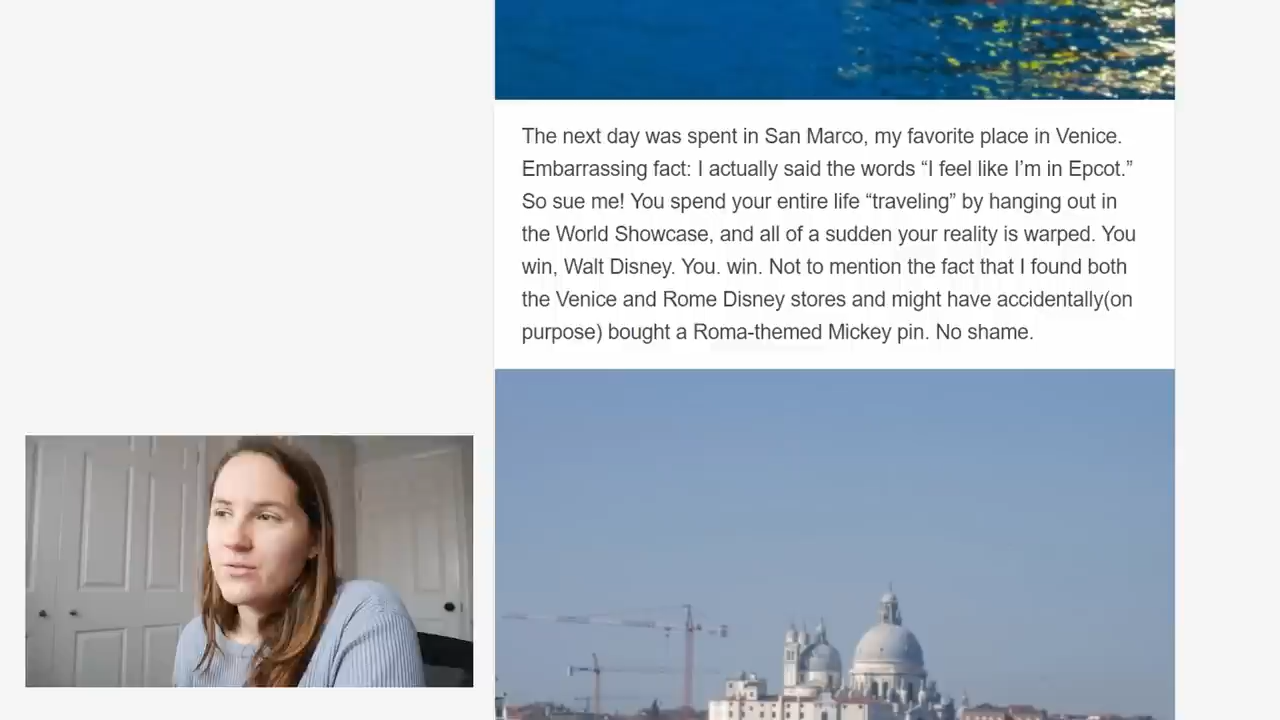 The next day was spent in San Marco, my favorite place in Venice.
Embarrassing fact: I actually said the words “I feel like I’m in Epcot.”
So sue me! You spend your entire life “traveling” by hanging out in
the World Showcase, and all of a sudden your reality is warped. You
win, Walt Disney. You. win. Not to mention the fact that I found both
the Venice and Rome Disney stores and might have accidentally(on
purpose) bought a Roma-themed Mickey pin. No shame.